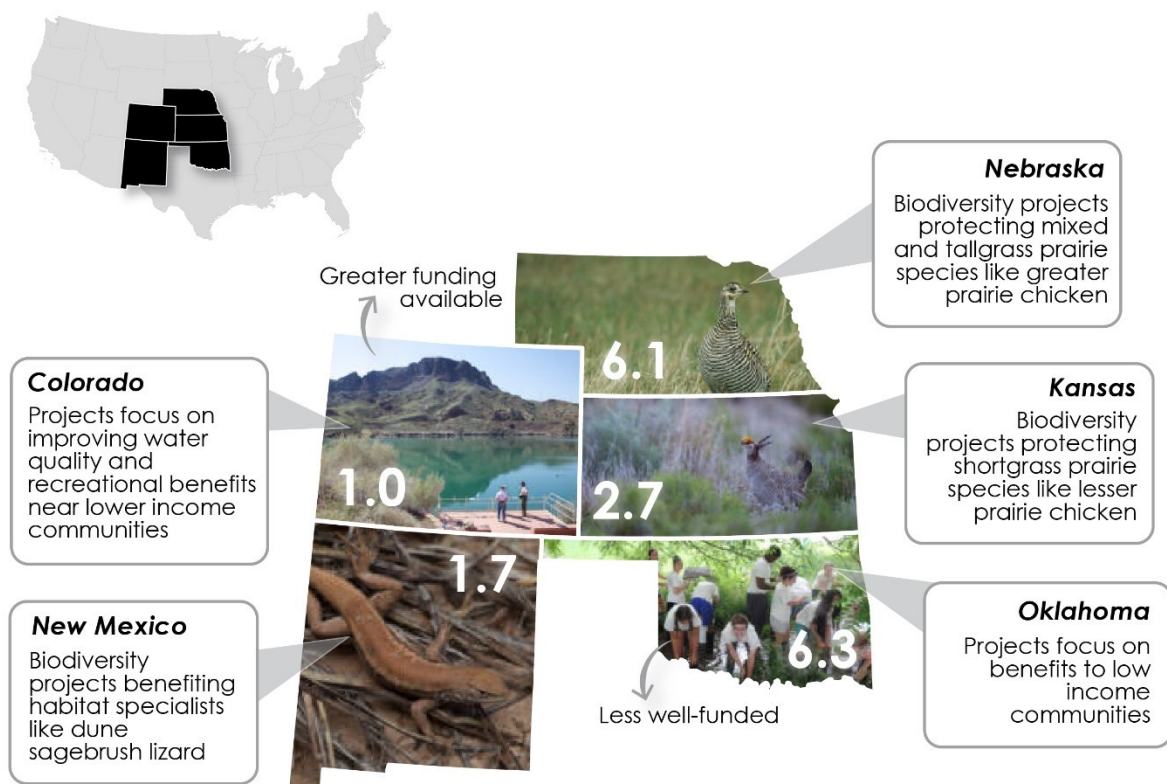 Nebraska
Biodiversity projects
protecting mixed
and tallgrass prairie
species like greater
prairie chicken
Greater funding
available
6.1
Colorado
Projects focus on
improving water
quality and
recreational benefits
near lower income
communities
1.0
2.7
Kansas
Biodiversity
projects protecting
shortgrass prairie
species like lesser
prairie chicken
1.7
New Mexico
Biodiversity
projects benefiting
habitat specialists
like dune
sagebrush lizard
6.3
Less well-funded
Oklahoma
Projects focus on
benefits to low
income
communities